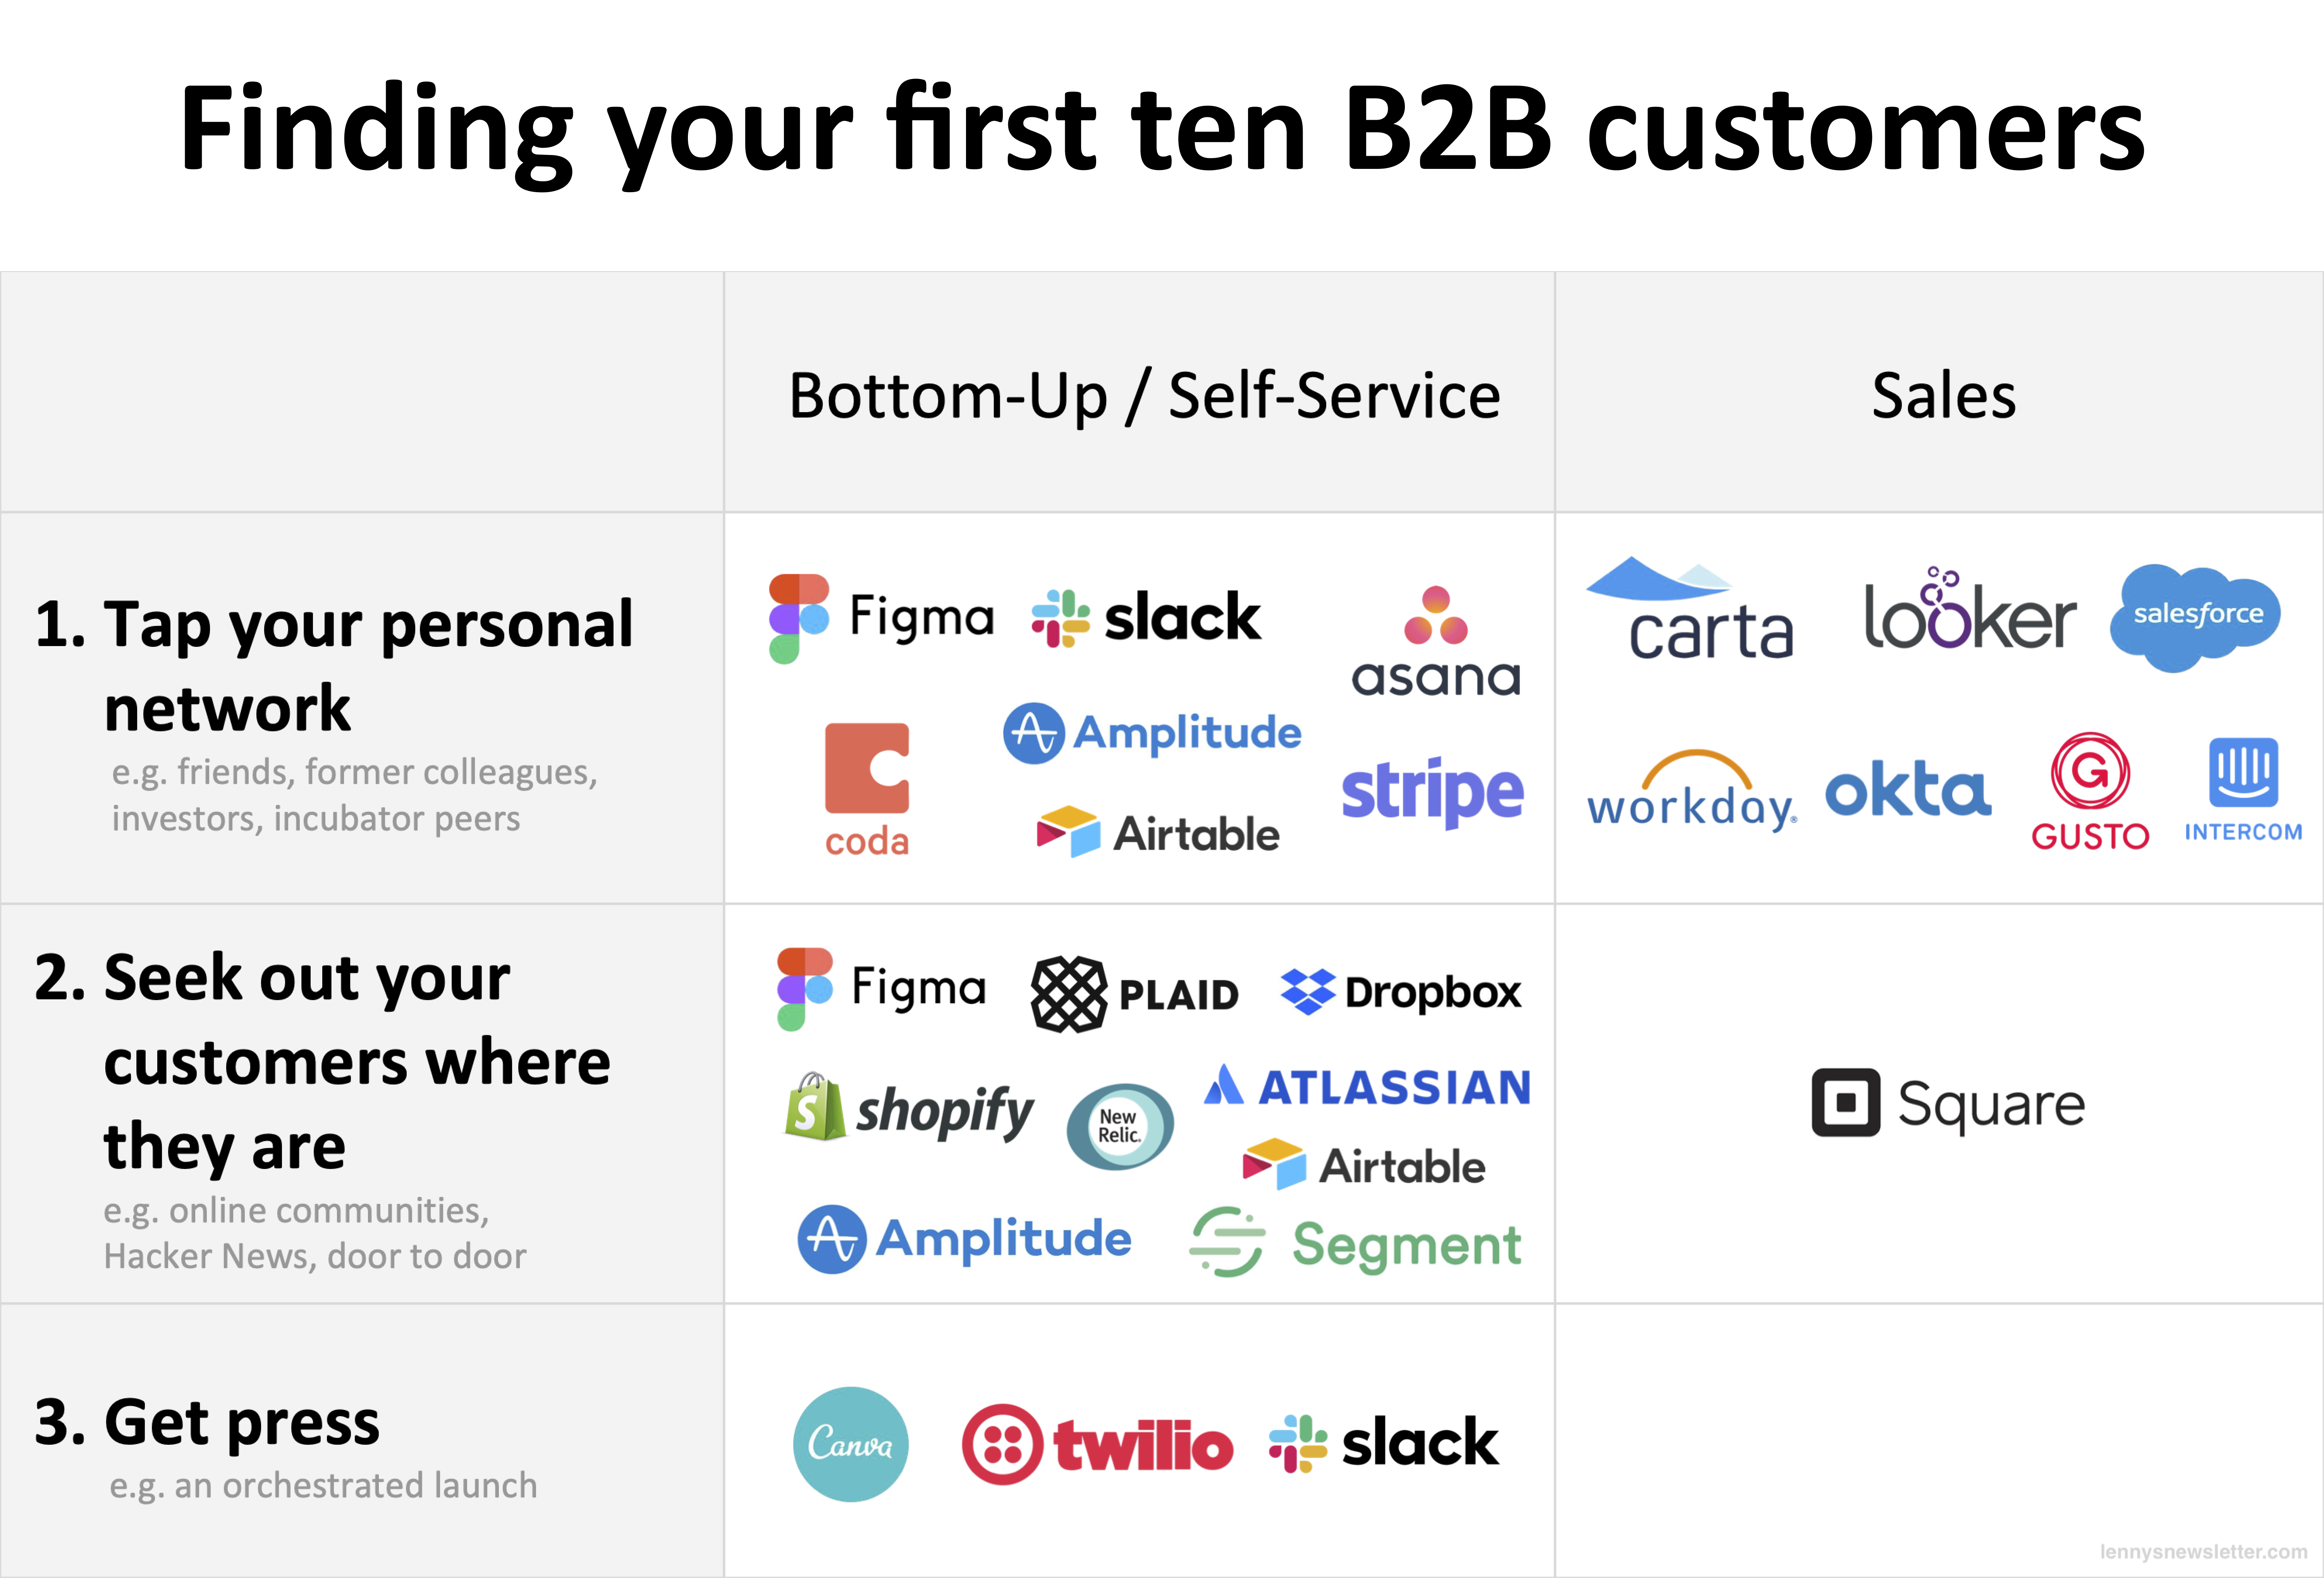 Finding your first ten B2B customers
Bottom-Up / Self-Service
Sales
1. Tap your personal
network
e.g. friends, former colleagues,
investors, incubator peers
Figma
slack
asana
coda
Amplitude
Airtable
stripe
carta
looker
salesforce
workday®
okta
G
GUSTO
INTERCOM
2. Seek out your
customers where
they are
e.g. online communities,
Hacker News, door to door
Figma
PLAID
Dropbox
S
shopify
New
Relic.
ATLASSIAN
Airtable
Amplitude
Segment
Square
3. Get press
e.g. an orchestrated launch
Canva
twilio
slack
lennysnewsletter.com